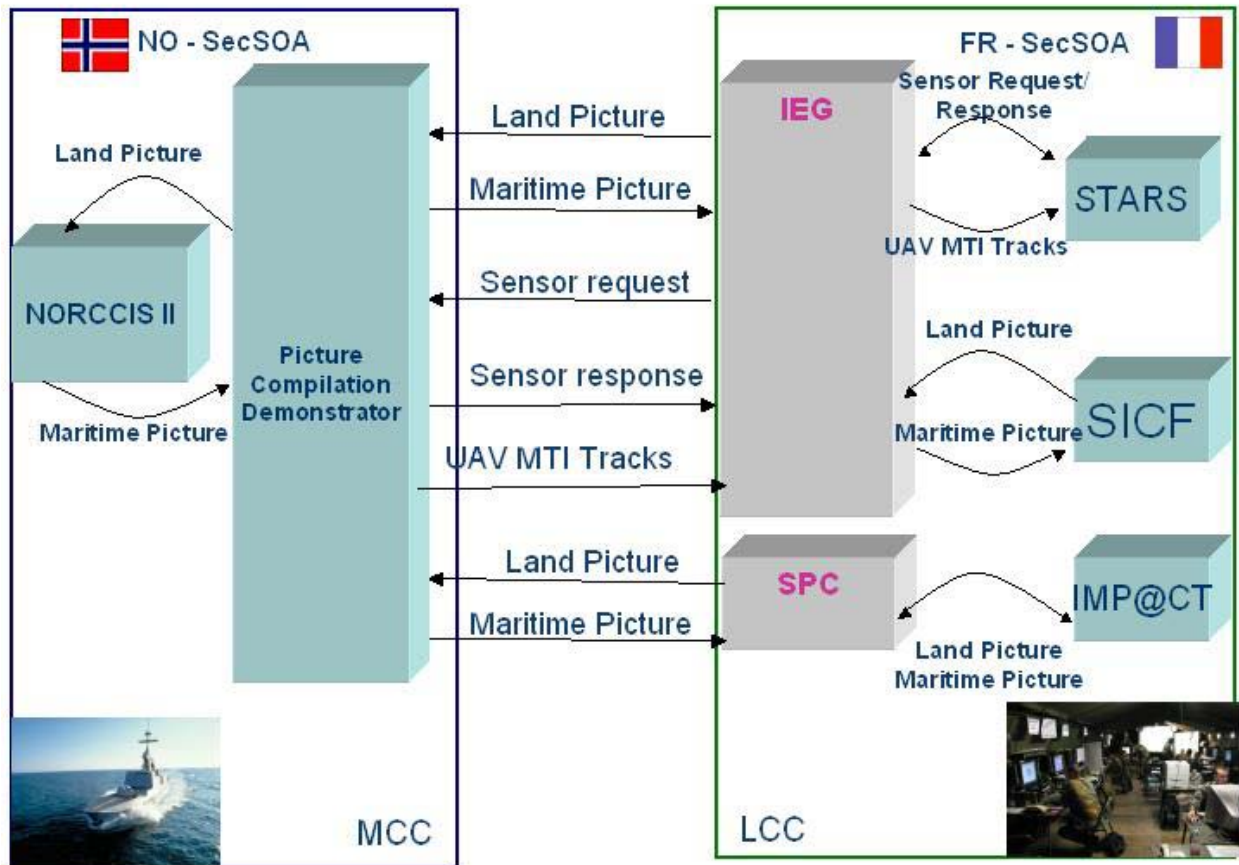 NO - SecSOA
FR - SecSOA
Land Picture
NORCCIS II
Maritime Picture
Picture
Compilation
Demonstrator
Land Picture
Maritime Picture
Sensor request
Sensor response
UAV MTI Tracks
Land Picture
Maritime Picture
IEG
SPC
Sensor Request/
Response
STARS
UAV MTI Tracks
Land Picture
SICF
Maritime Picture
IMP@CT
Land Picture
Maritime Picture
MCC
LCC